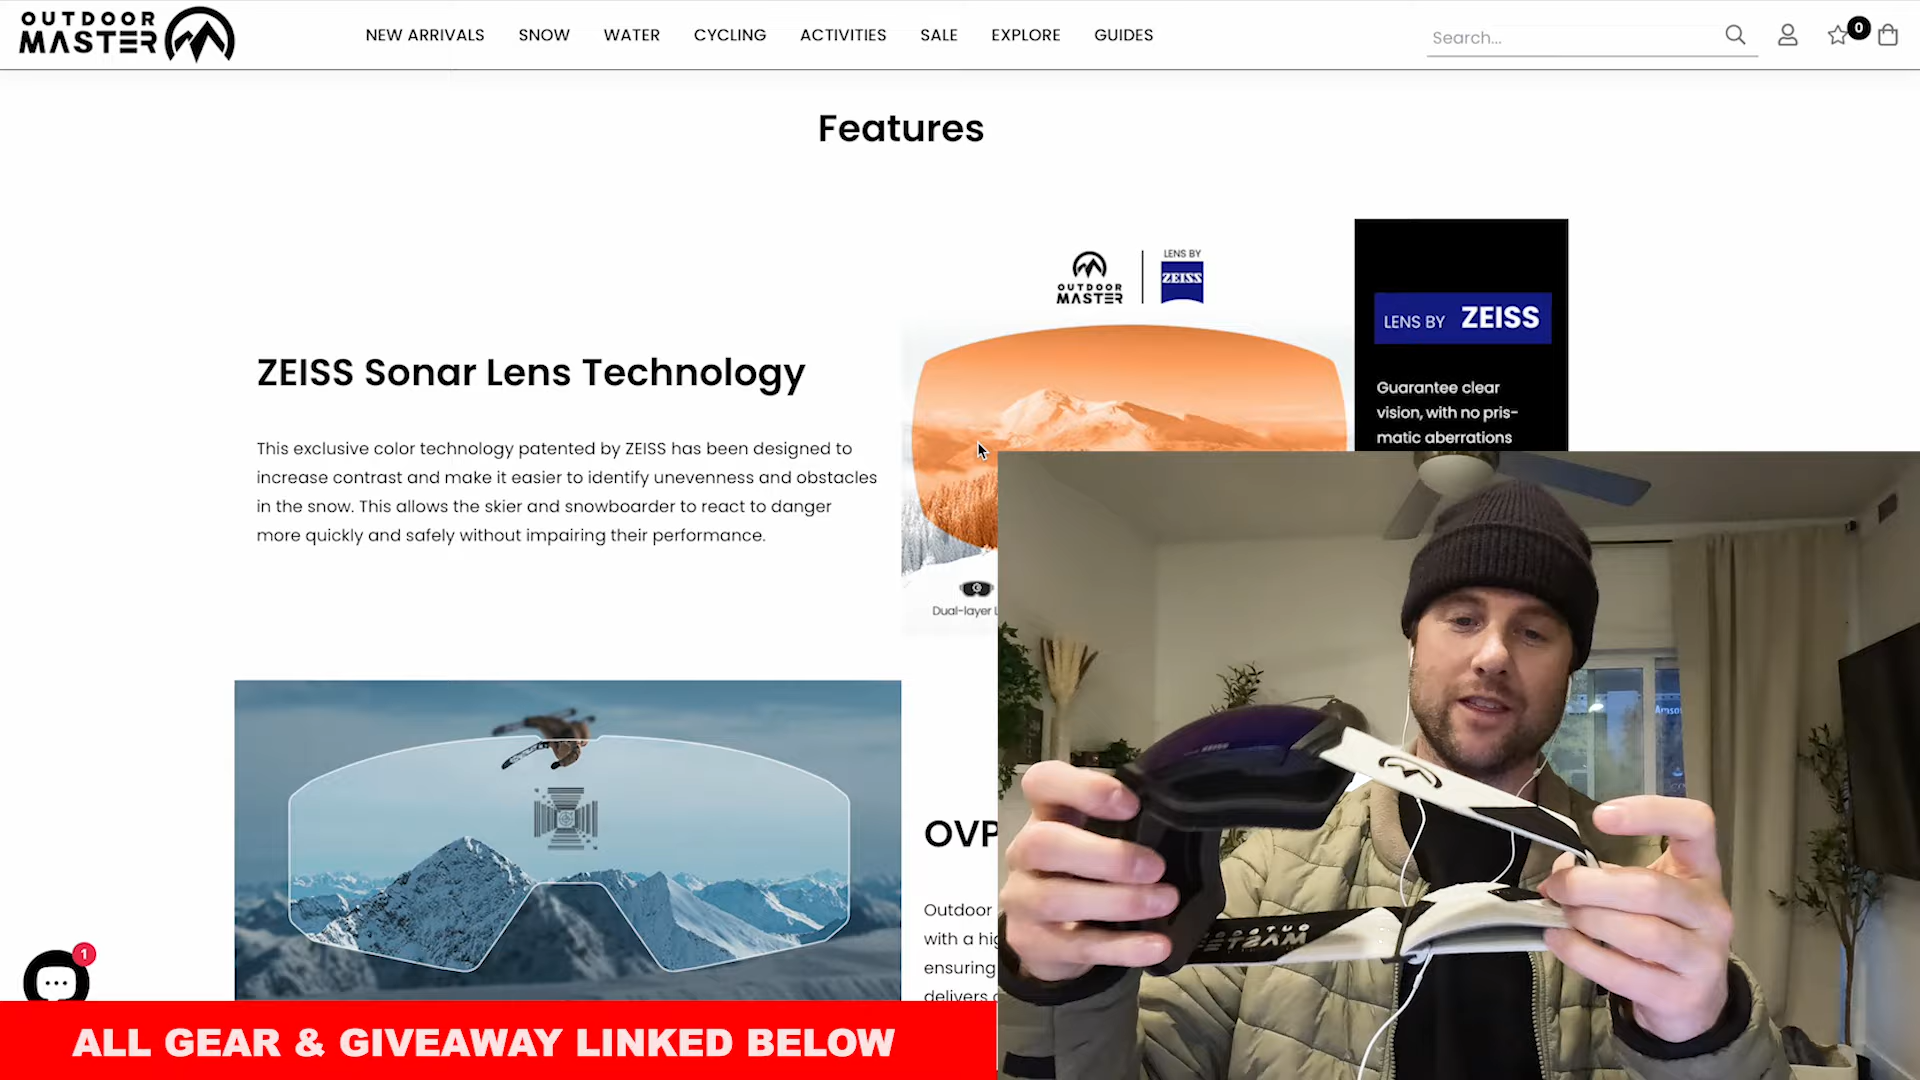 OUTDOOR
MASTER
NEW ARRIVALS
SNOW
WATER
CYCLING
ACTIVITIES
SALE
EXPLORE
GUIDES
Search...
0
Features
OUTDOOR
MASTER
LENS BY
ZEISS
LENS BY ZEISS
Guarantee clear
vision, with no pris-
matic aberrations
ZEISS Sonar Lens Technology
This exclusive color technology patented by ZEISS has been designed to
increase contrast and make it easier to identify unevenness and obstacles
in the snow. This allows the skier and snowboarder to react to danger
more quickly and safely without impairing their performance.
Dual-layer L
OVP
Outdoor
with a hig
ensuring
delivers
1
OUTDOOR
MASTER
ALL GEAR & GIVEAWAY LINKED BELOW